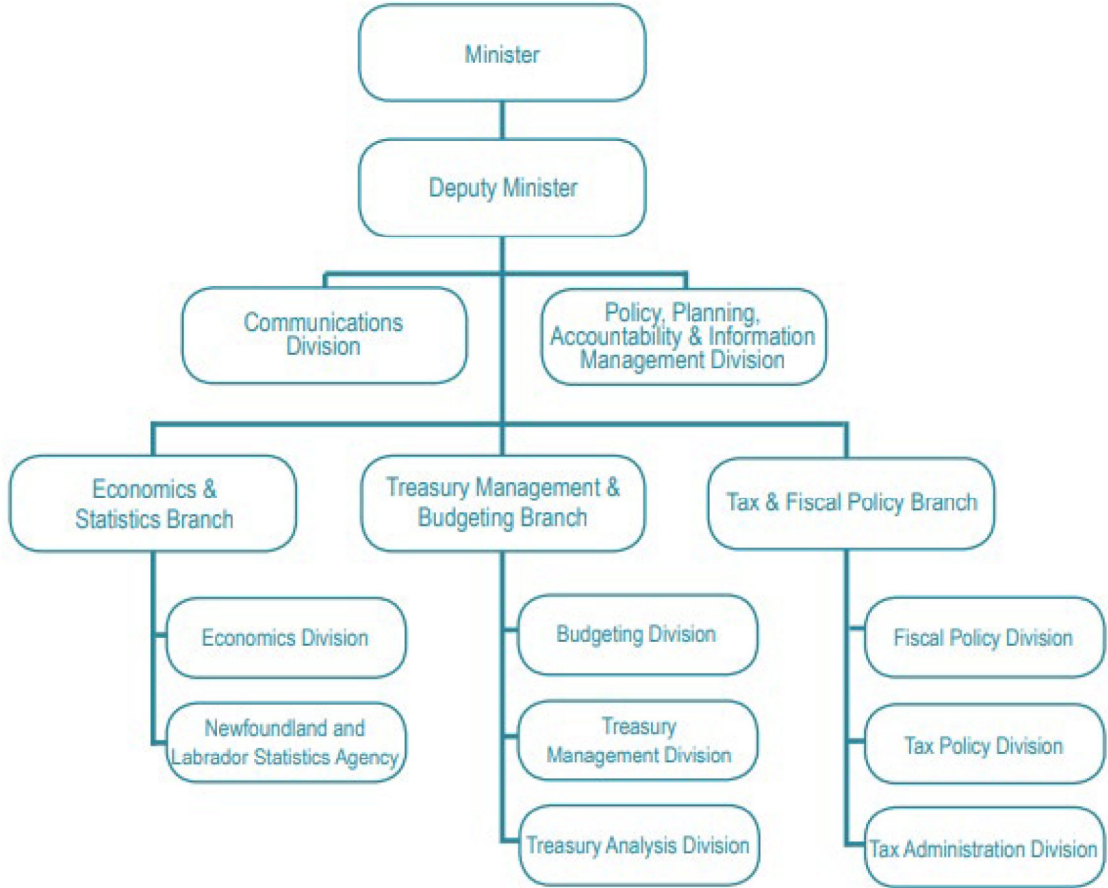 Minister
Deputy Minister
Communications
Division
Policy, Planning,
Accountability & Information
Management Division
Economics &
Statistics Branch
Treasury Management &
Budgeting Branch
Tax & Fiscal Policy Branch
Economics Division
Newfoundland and
Labrador Statistics Agency
Budgeting Division
Treasury
Management Division
Treasury Analysis Division
Fiscal Policy Division
Tax Policy Division
Tax Administration Division